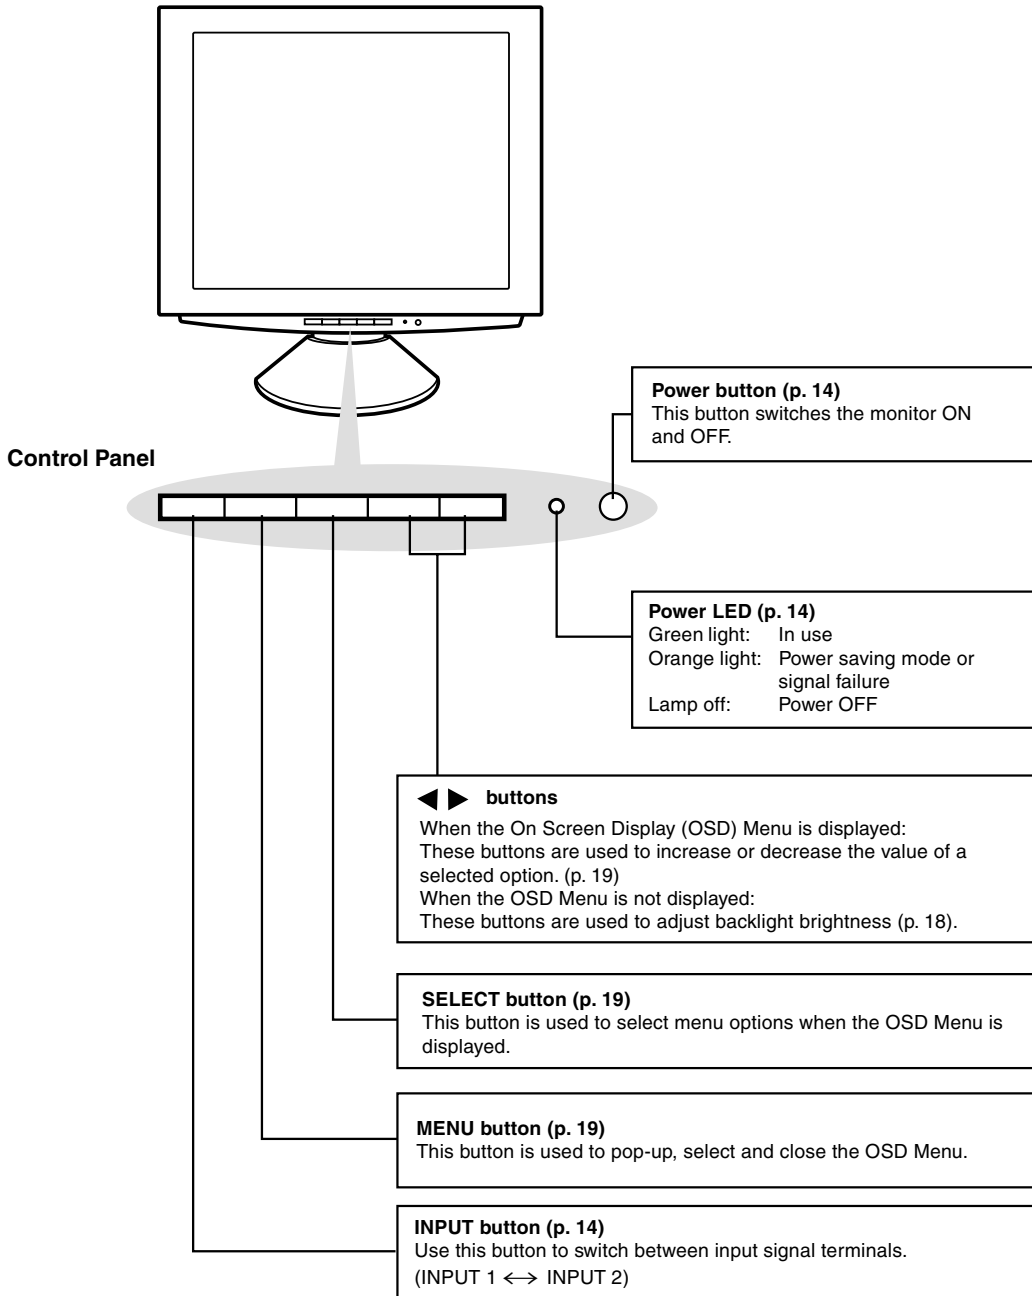 Control Panel
Power button (p. 14)
This button switches the monitor ON
and OFF.
Power LED (p. 14)
Green light: In use
Orange light: Power saving mode or
signal failure
Lamp off: Power OFF
◀ ▶ buttons
When the On Screen Display (OSD) Menu is displayed:
These buttons are used to increase or decrease the value of a
selected option. (p. 19)
When the OSD Menu is not displayed:
These buttons are used to adjust backlight brightness (p. 18).
SELECT button (p. 19)
This button is used to select menu options when the OSD Menu is
displayed.
MENU button (p. 19)
This button is used to pop-up, select and close the OSD Menu.
INPUT button (p. 14)
Use this button to switch between input signal terminals.
(INPUT 1 ⟷ INPUT 2)